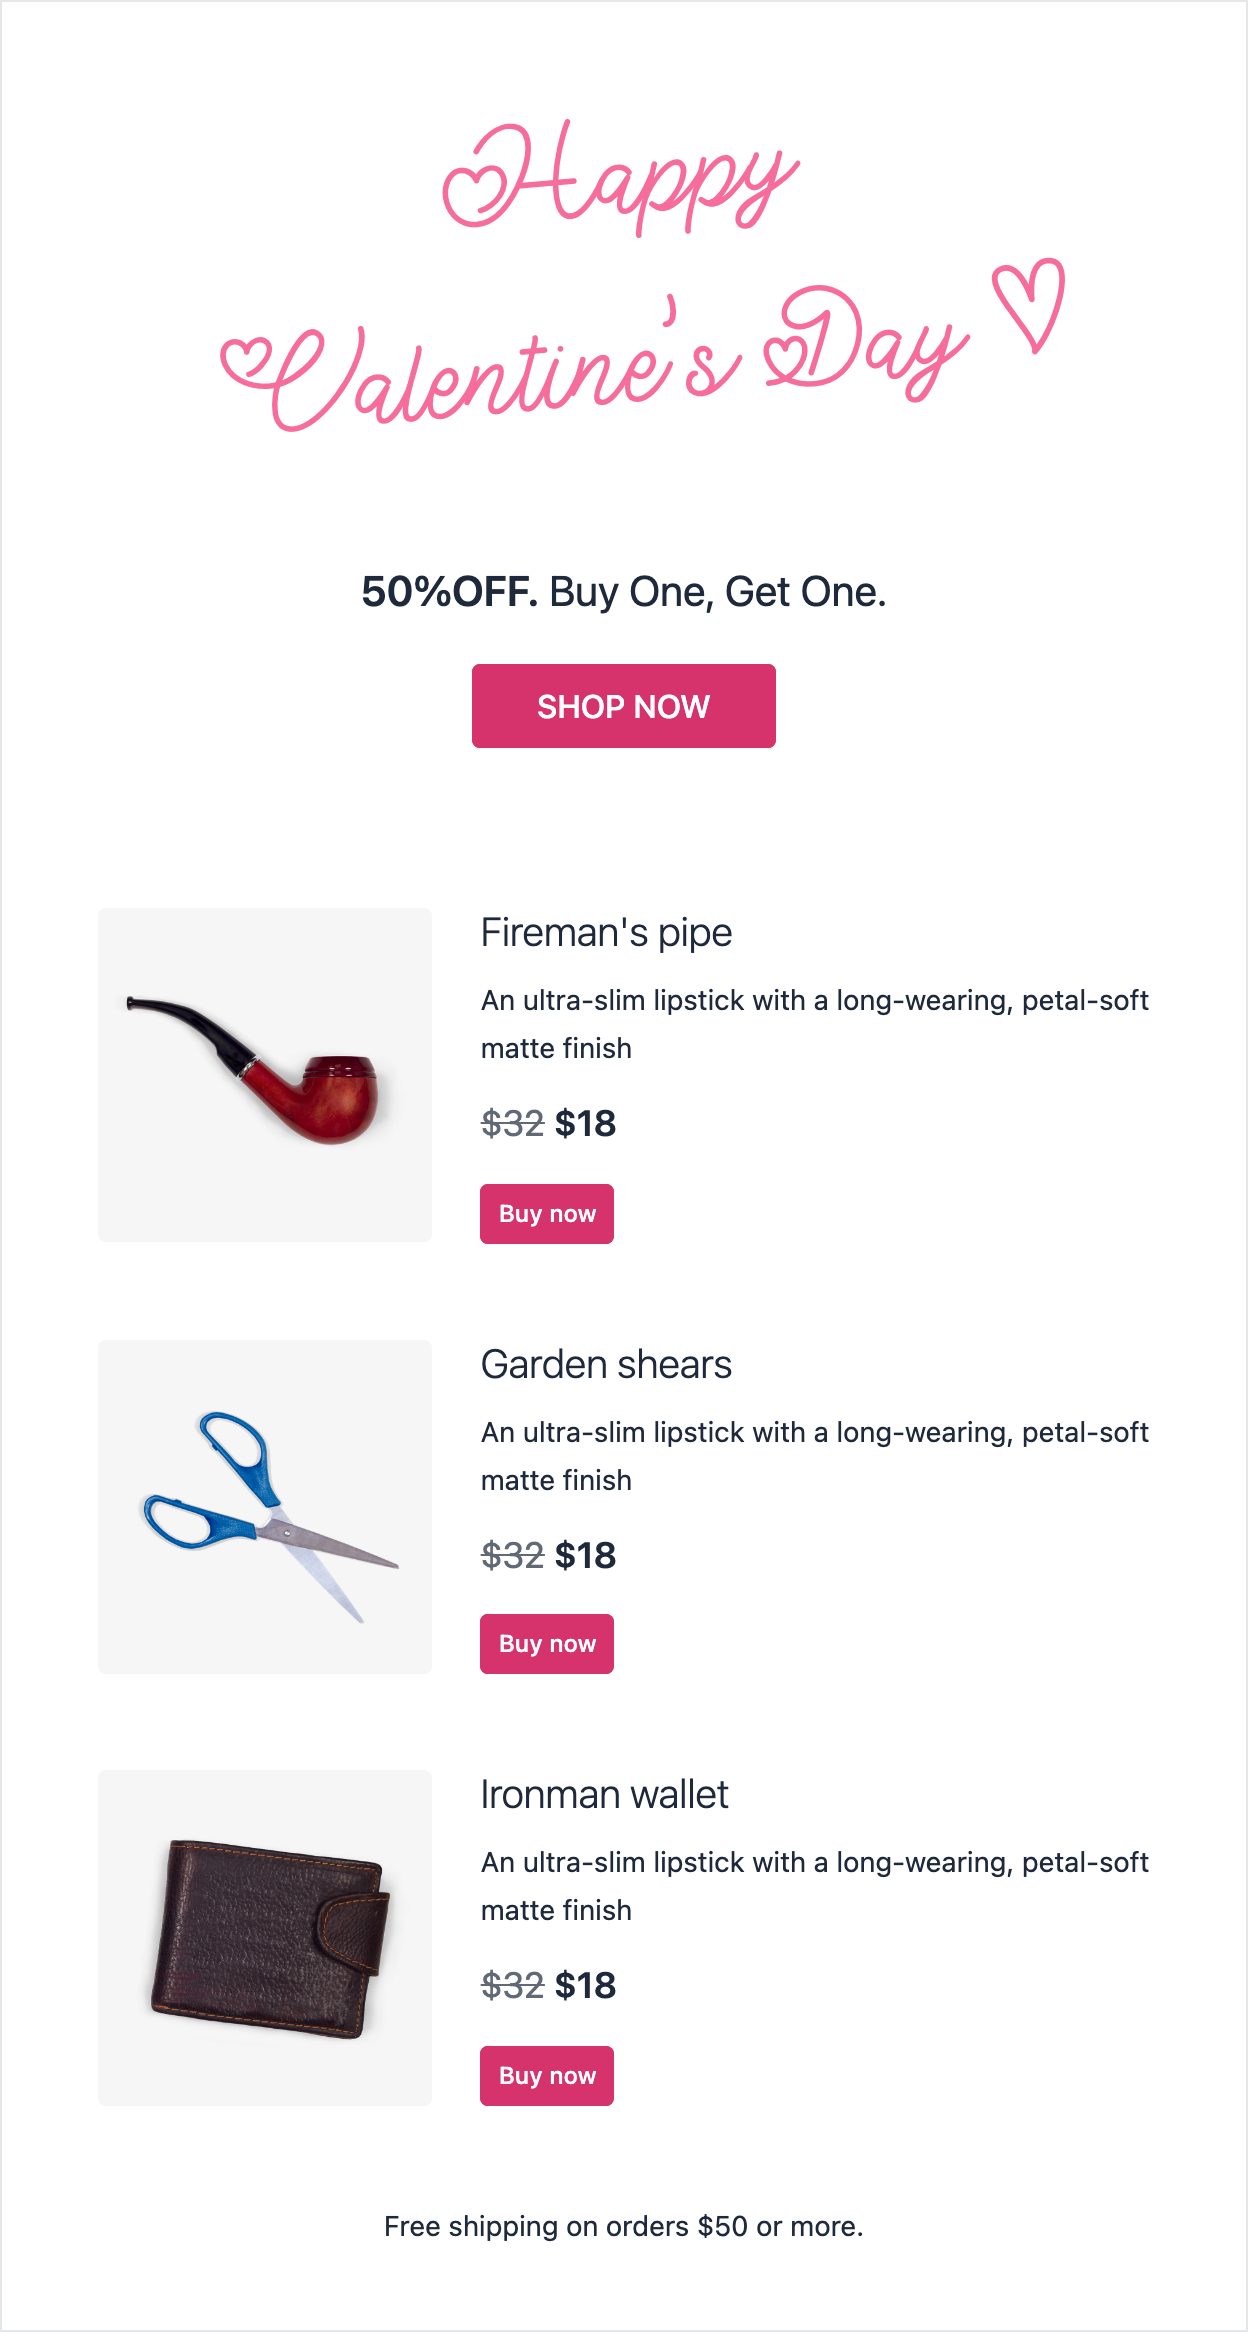 Happy
Valentine's Day
50%OFF. Buy One, Get One.
SHOP NOW
Fireman's pipe
An ultra-slim lipstick with a long-wearing, petal-soft
matte finish
$32 $18
Buy now
Garden shears
An ultra-slim lipstick with a long-wearing, petal-soft
matte finish
$32 $18
Buy now
Ironman wallet
An ultra-slim lipstick with a long-wearing, petal-soft
matte finish
$32 $18
Buy now
Free shipping on orders $50 or more.